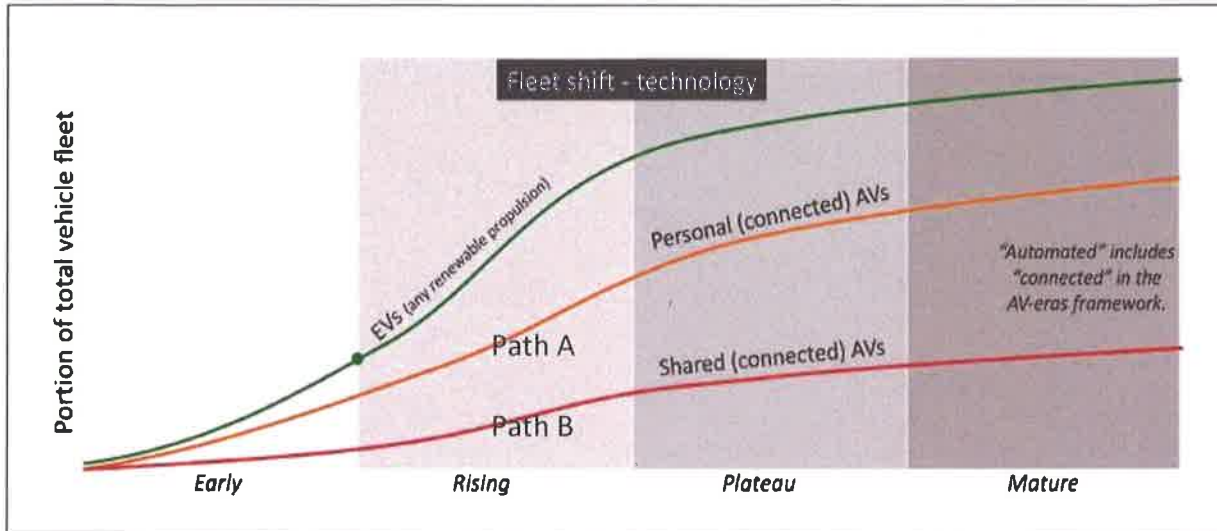 Fleet shift - technology
Portion of total vehicle fleet
EVs (any renewable propulsion)
Personal (connected) AVs
"Automated" includes
"connected" in the
AV-eras framework.
Path A
Shared (connected) AVs
Path B
Early
Rising
Plateau
Mature